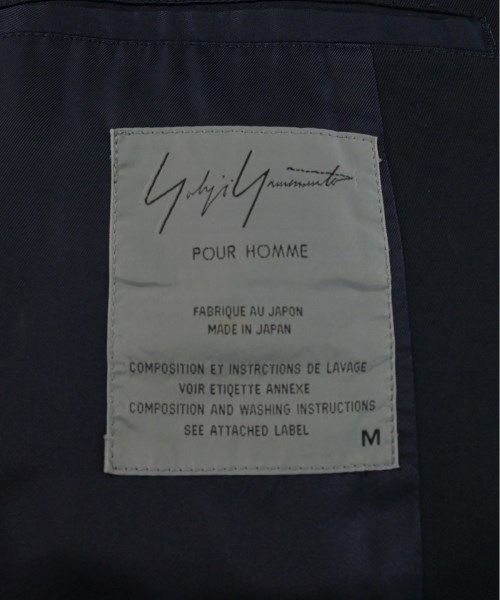 Yohji Yamamoto
POUR HOMME
FABRIQUE AU JAPON
MADE IN JAPAN
COMPOSITION ET INSTRCTIONS DE LAVAGE
VOIR ETIQETTE ANNEXE
COMPOSITION AND WASHING INSTRUCTIONS
SEE ATTACHED LABEL
M